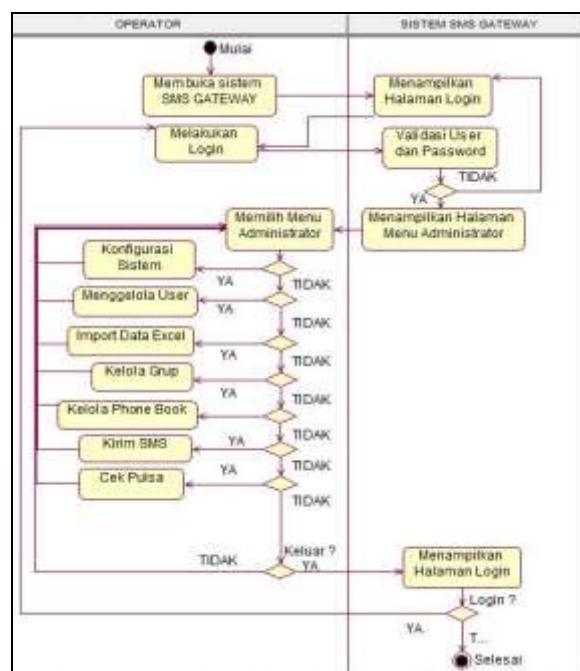 OPERATOR
SISTEM SMS GATEWAY
Mulai
Membuka sistem
SMS GATEWAY
Menampilkan
Halaman Login
Melakukan
Login
Validasi User
dan Password
TIDAK
YA
Memilih Menu
Administrator
Menampilkan Halaman
Menu Administrator
Konfigurasi
Sistem
YA
TIDAK
Menggelola User
YA
TIDAK
Import Data Excel
YA
TIDAK
Kelola Grup
YA
TIDAK
Kelola Phone Book
TIDAK
Kirim SMS
YA
TIDAK
Cek Pulsa
YA
TIDAK
Keluar ?
TIDAK
YA
Menampilkan
Halaman Login
Login ?
YA
T...
Selesai